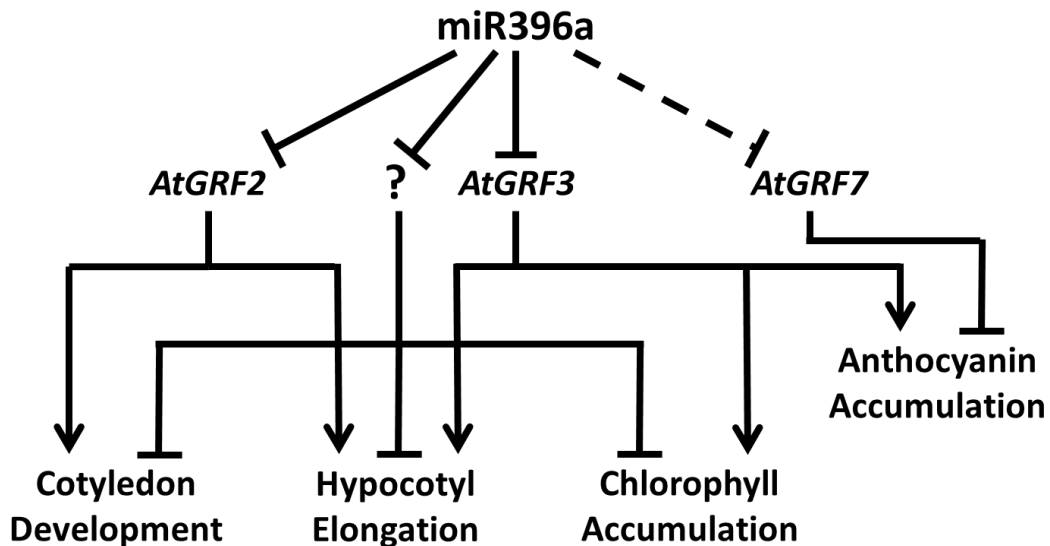 miR396a
AtGRF2
?
AtGRF3
AtGRF7
Anthocyanin
Accumulation
Cotyledon
Development
Hypocotyl
Elongation
Chlorophyll
Accumulation